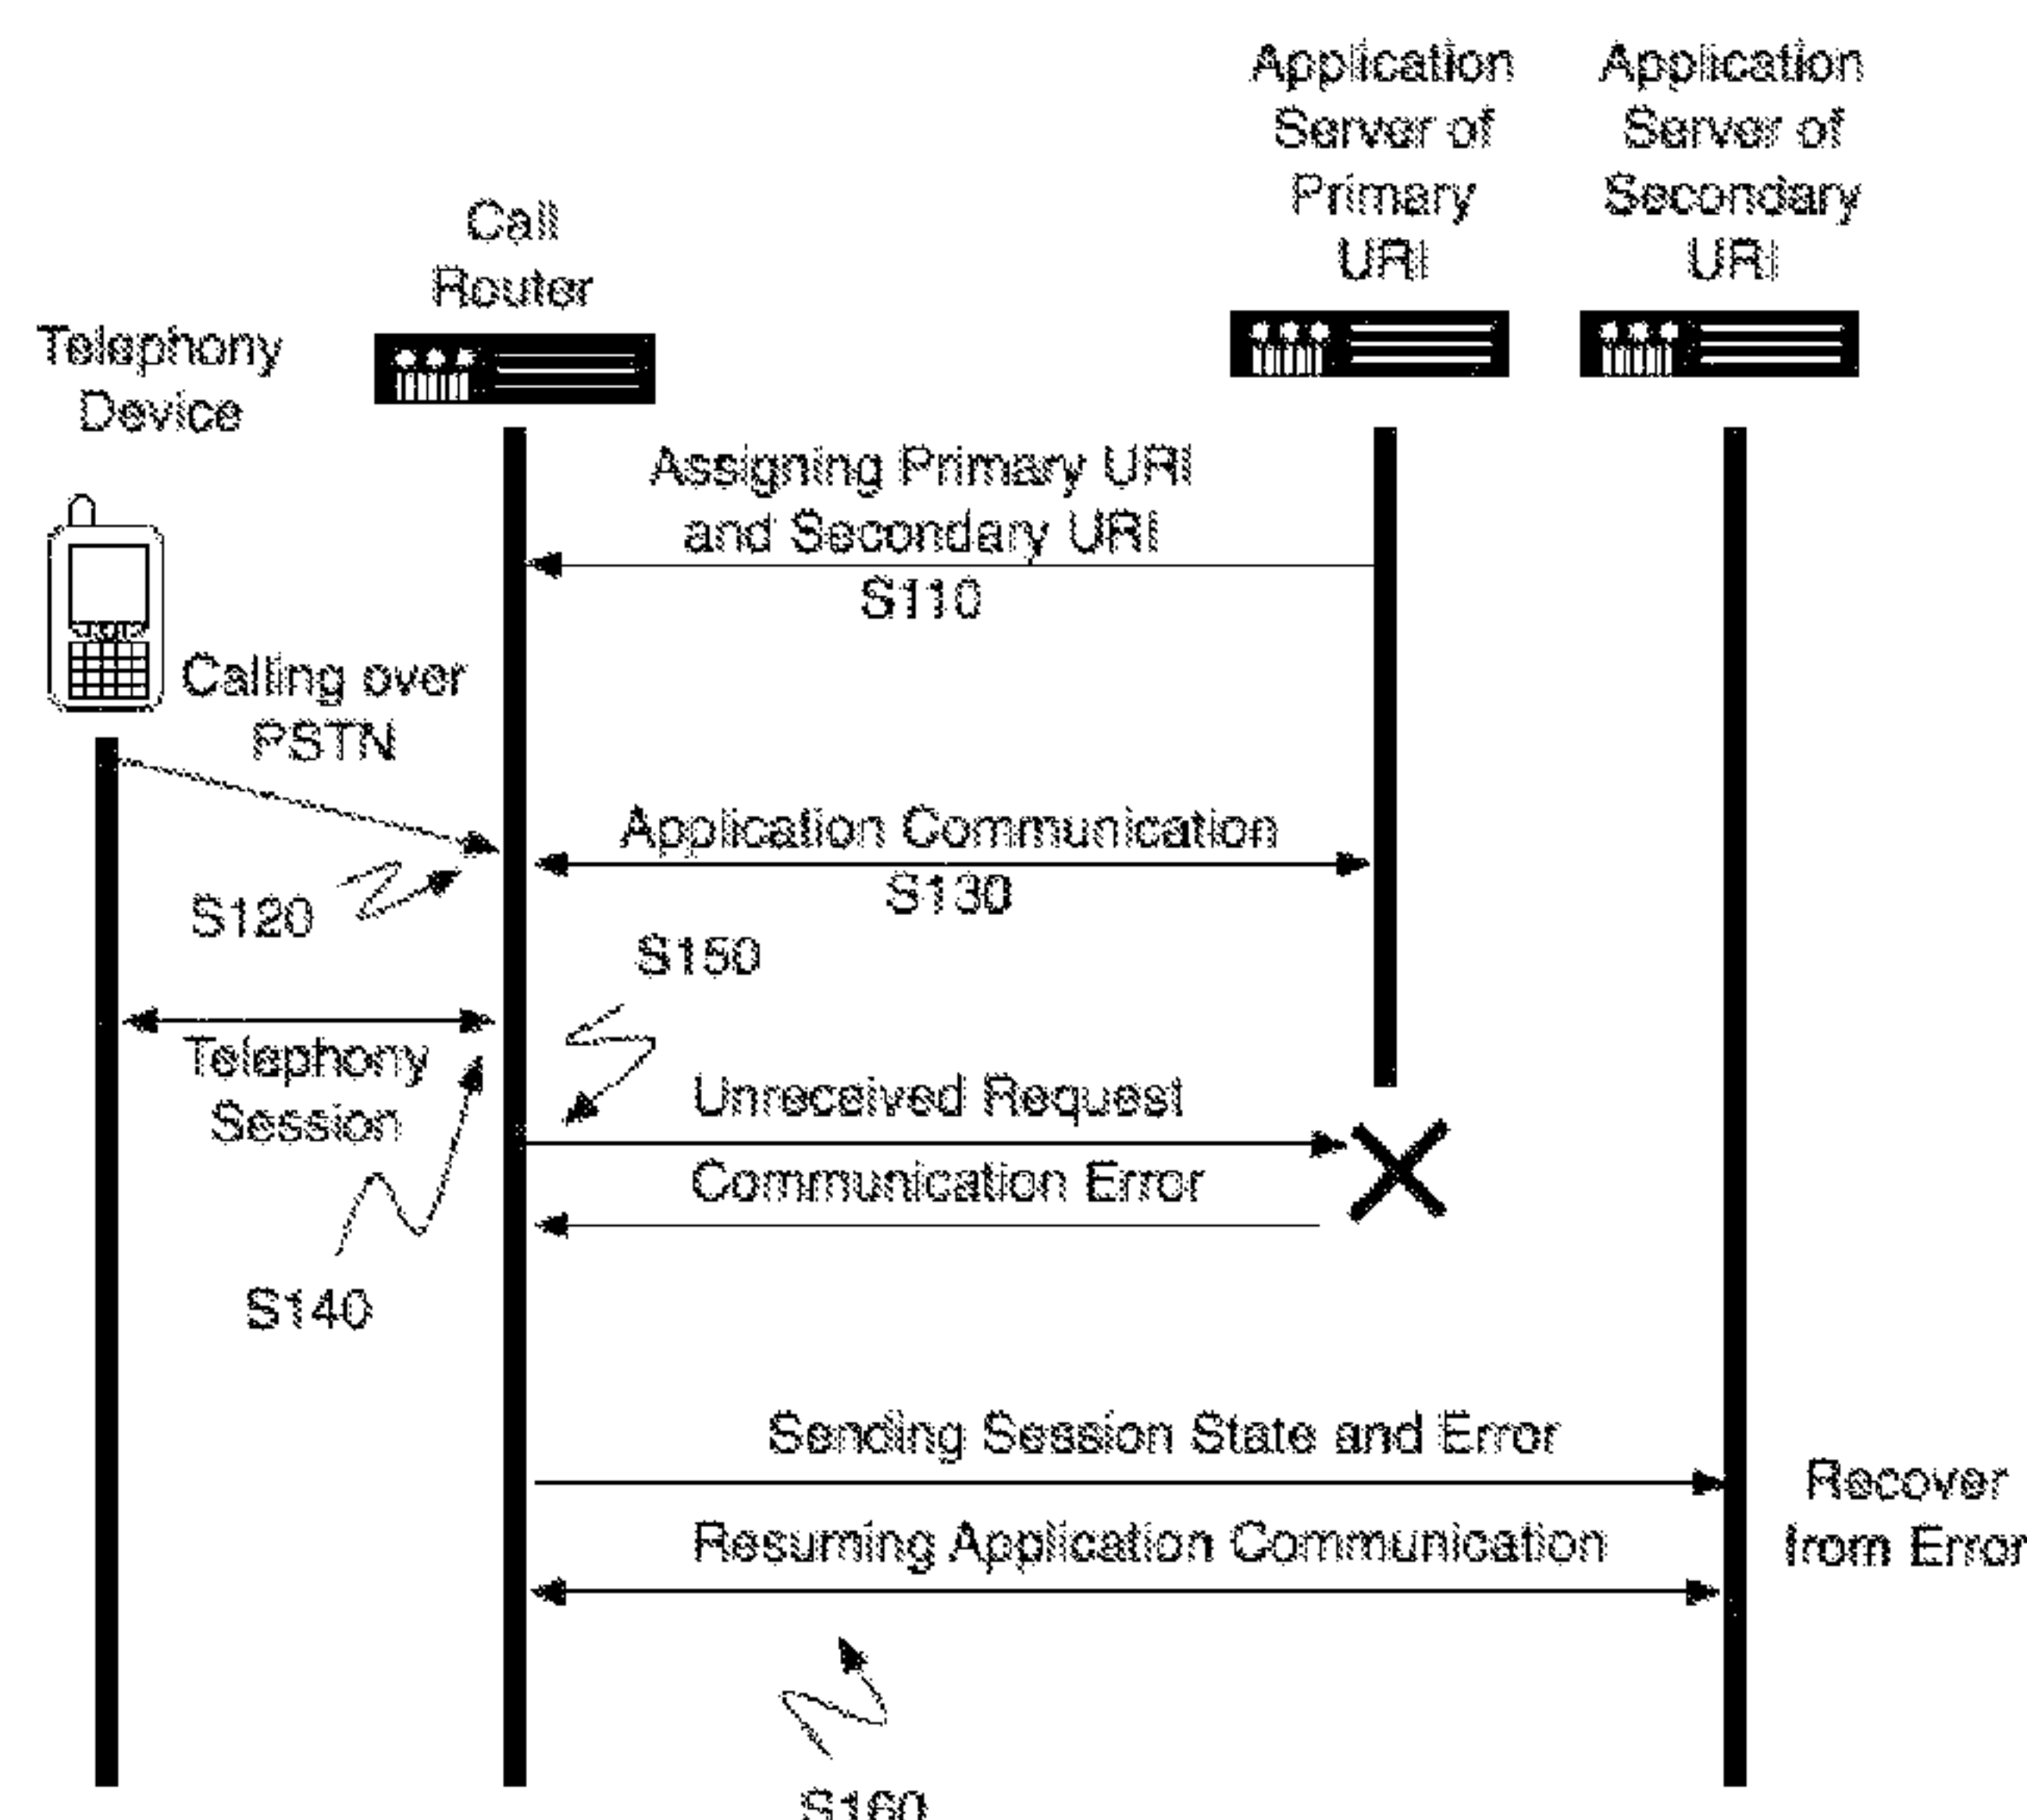 Application
Server of
Primary
URI
Application
Server of
Secondary
URI
Call
Router
Telephony
Device
Assigning Primary URI
and Secondary URI
S110
Calling over
PSTN
Application Communication
S130
S120
S150
Telephony
Session
Unreceived Request
Communication Error
S140
Sending Session State and Error
Recover
from Error
Resuming Application Communication
S160